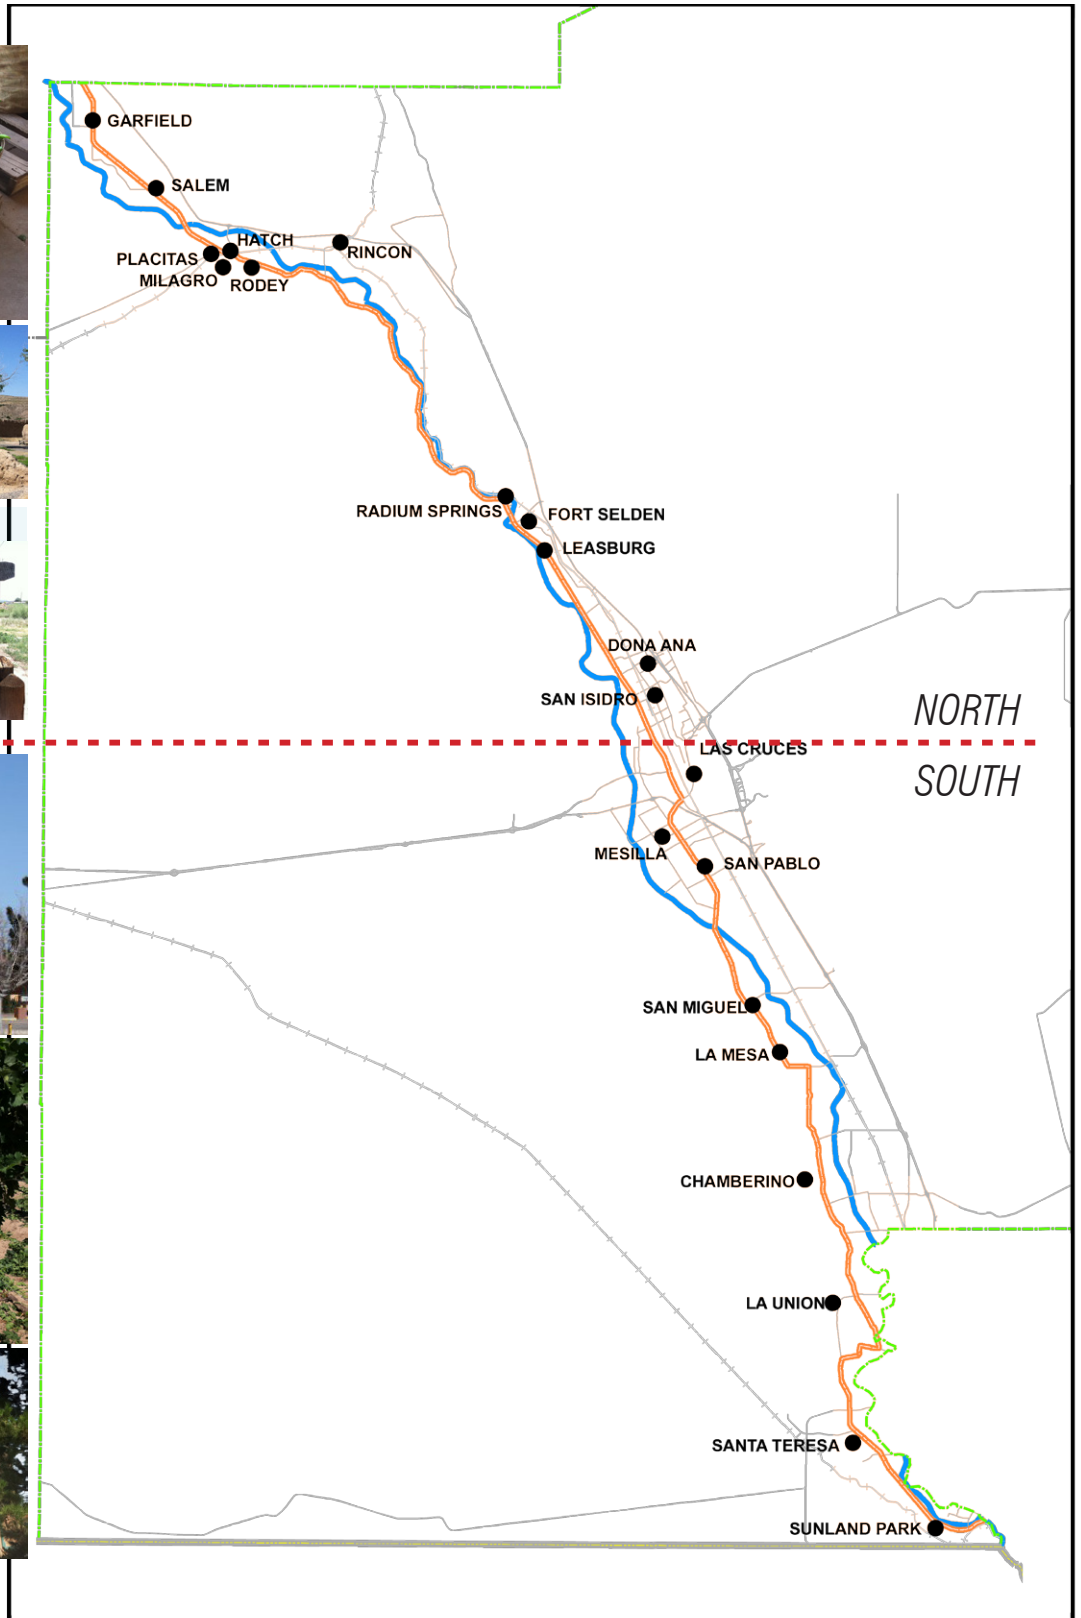 GARFIELD
SALEM
HATCH
PLACITAS
RINCON
MILAGRO
RODEY
RADIUM SPRINGS
FORT SELDEN
LEASBURG
DONA ANA
SAN ISIDRO
NORTH
LAS CRUCES
SOUTH
MESILLA
SAN PABLO
SAN MIGUEL
LA MESA
CHAMBERINO
LA UNION
SANTA TERESA
SUNLAND PARK